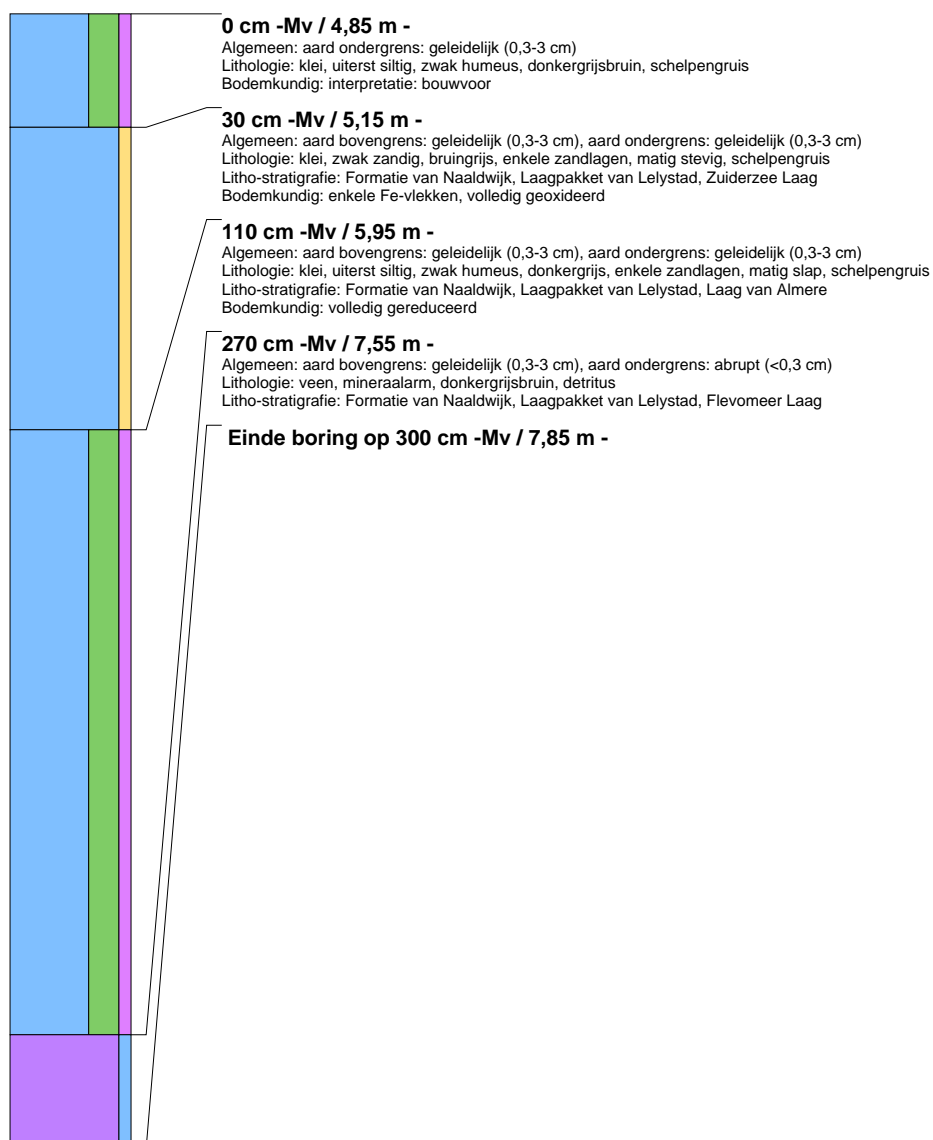 0 cm -Mv / 4,85 m -
Algemeen: aard ondergrens: geleidelijk (0,3-3 cm)
Lithologie: klei, uiterst siltig, zwak humeus, donkergrijsbruin, schelpengruis
Bodemkundig: interpretatie: bouwvoor
30 cm -Mv / 5,15 m -
Algemeen: aard bovengrens: geleidelijk (0,3-3 cm), aard ondergrens: geleidelijk (0,3-3 cm)
Lithologie: klei, zwak zandig, bruingrijs, enkele zandlagen, matig stevig, schelpengruis
Litho-stratigrafie: Formatie van Naaldwijk, Laagpakket van Lelystad, Zuiderzee Laag
Bodemkundig: enkele Fe-vlekken, volledig geoxideerd
110 cm -Mv / 5,95 m -
Algemeen: aard bovengrens: geleidelijk (0,3-3 cm), aard ondergrens: geleidelijk (0,3-3 cm)
Lithologie: klei, uiterst siltig, zwak humeus, donkergrijs, enkele zandlagen, matig slap, schelpengruis
Litho-stratigrafie: Formatie van Naaldwijk, Laagpakket van Lelystad, Laag van Almere
Bodemkundig: volledig gereduceerd
270 cm -Mv / 7,55 m -
Algemeen: aard bovengrens: geleidelijk (0,3-3 cm), aard ondergrens: abrupt (<0,3 cm)
Lithologie: veen, mineraalarm, donkergrijsbruin, detritus
Litho-stratigrafie: Formatie van Naaldwijk, Laagpakket van Lelystad, Flevomeer Laag
Einde boring op 300 cm -Mv / 7,85 m -